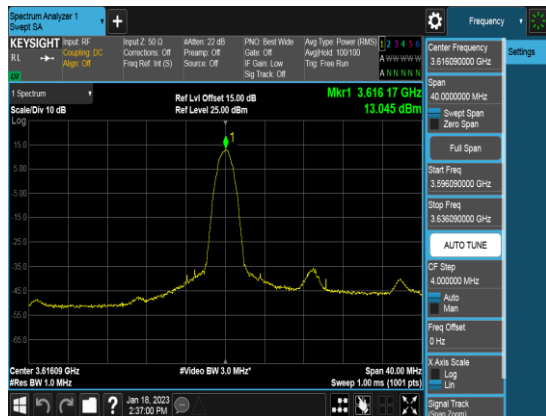 Spectrum Analyzer 1
Swept SA
+
Frequency
KEYSIGHT
RL
LV
Input: RF
Coupling: DC
Align: Off
Input Z: 50 Ω
Corrections: Off
Freq Ref: Int (S)
#Atten: 22 dB
Preamp: Off
Source: Off
PNO: Best Wide
Gate: Off
IF Gain: Low
Sig Track: Off
Avg Type: Power (RMS)
Avg|Hold: 100/100
Trig: Free Run
1 2 3 4 5 6
A W W W W W
A N N N N N
1 Spectrum
Scale/Div 10 dB
Log
Ref Lvl Offset 15.00 dB
Ref Level 25.00 dBm
Mkr1 3.616 17 GHz
13.045 dBm
1
15.0
5.00
-5.00
-15.0
-25.0
-35.0
-45.0
-55.0
-65.0
Center 3.61609 GHz
#Res BW 1.0 MHz
#Video BW 3.0 MHz*
Span 40.00 MHz
Sweep 1.00 ms (1001 pts)
Center Frequency
3.616090000 GHz
Settings
Span
40.0000000 MHz
Swept Span
Zero Span
Full Span
Start Freq
3.596090000 GHz
Stop Freq
3.636090000 GHz
AUTO TUNE
CF Step
4.000000 MHz
Auto
Man
Freq Offset
0 Hz
X Axis Scale
Log
Lin
Signal Track
(Span Zoom)
?
Jan 18, 2023
2:37:00 PM